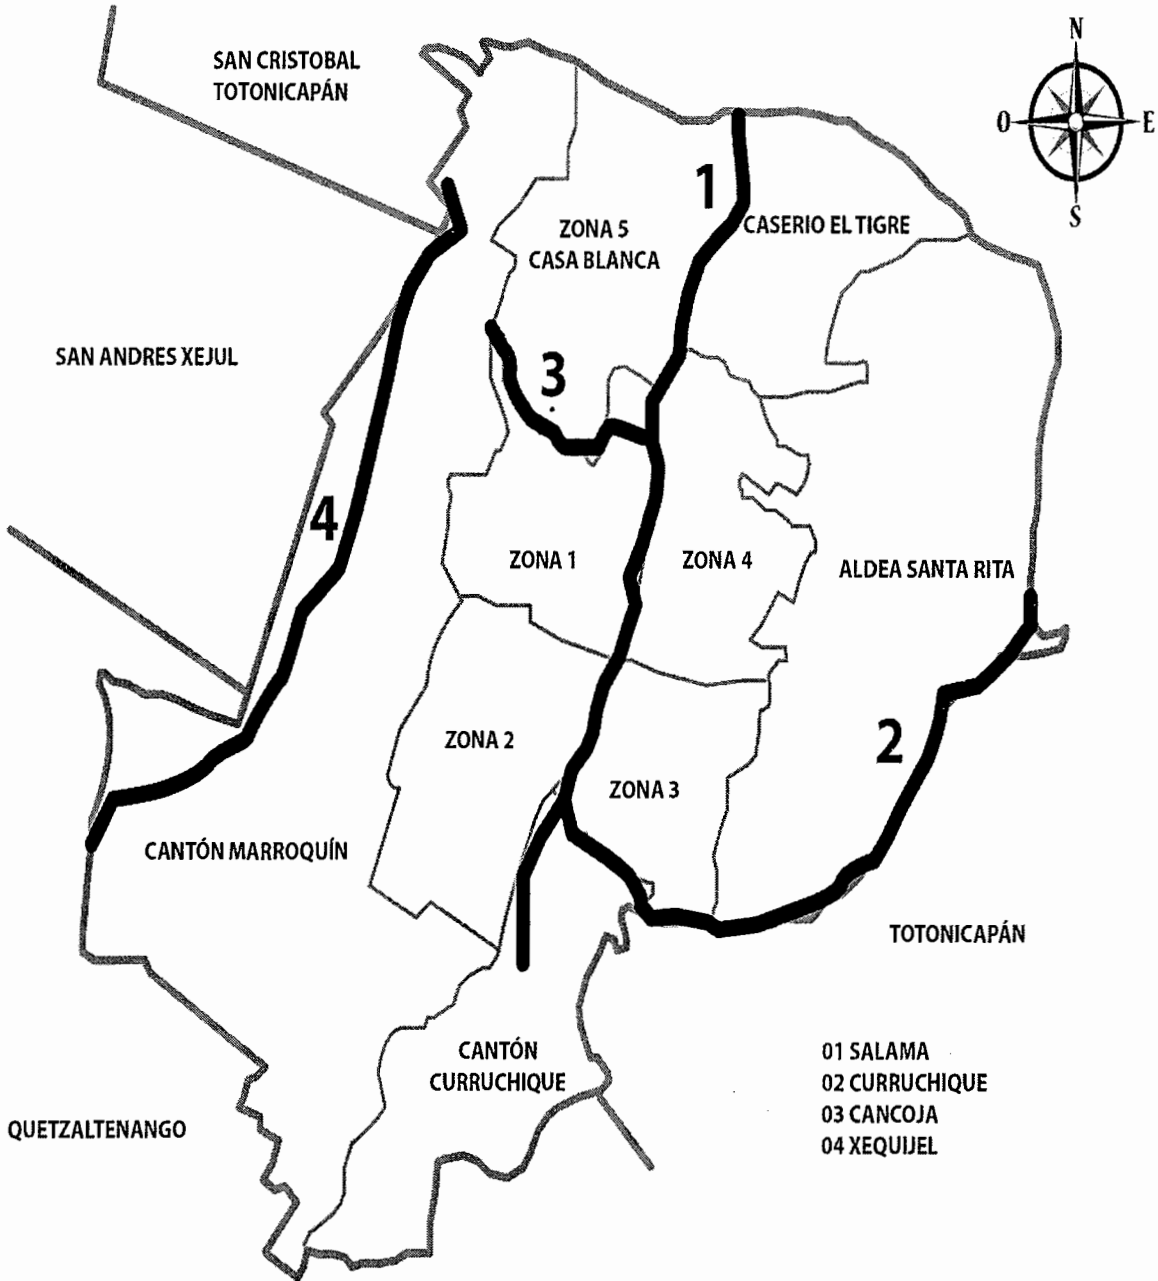 N
SAN CRISTOBAL
TOTONICAPÁN
O
E
1
S
ZONA 5
CASA BLANCA
CASERIO EL TIGRE
SAN ANDRES XEJUL
3
4
ZONA 1
ZONA 4
ALDEA SANTA RITA
ZONA 2
2
ZONA 3
CANTÓN MARROQUÍN
TOTONICAPÁN
CANTÓN
CURRUCHIQUE
01 SALAMA
02 CURRUCHIQUE
03 CANCOJA
04 XEQUIJEL
QUETZALTENANGO